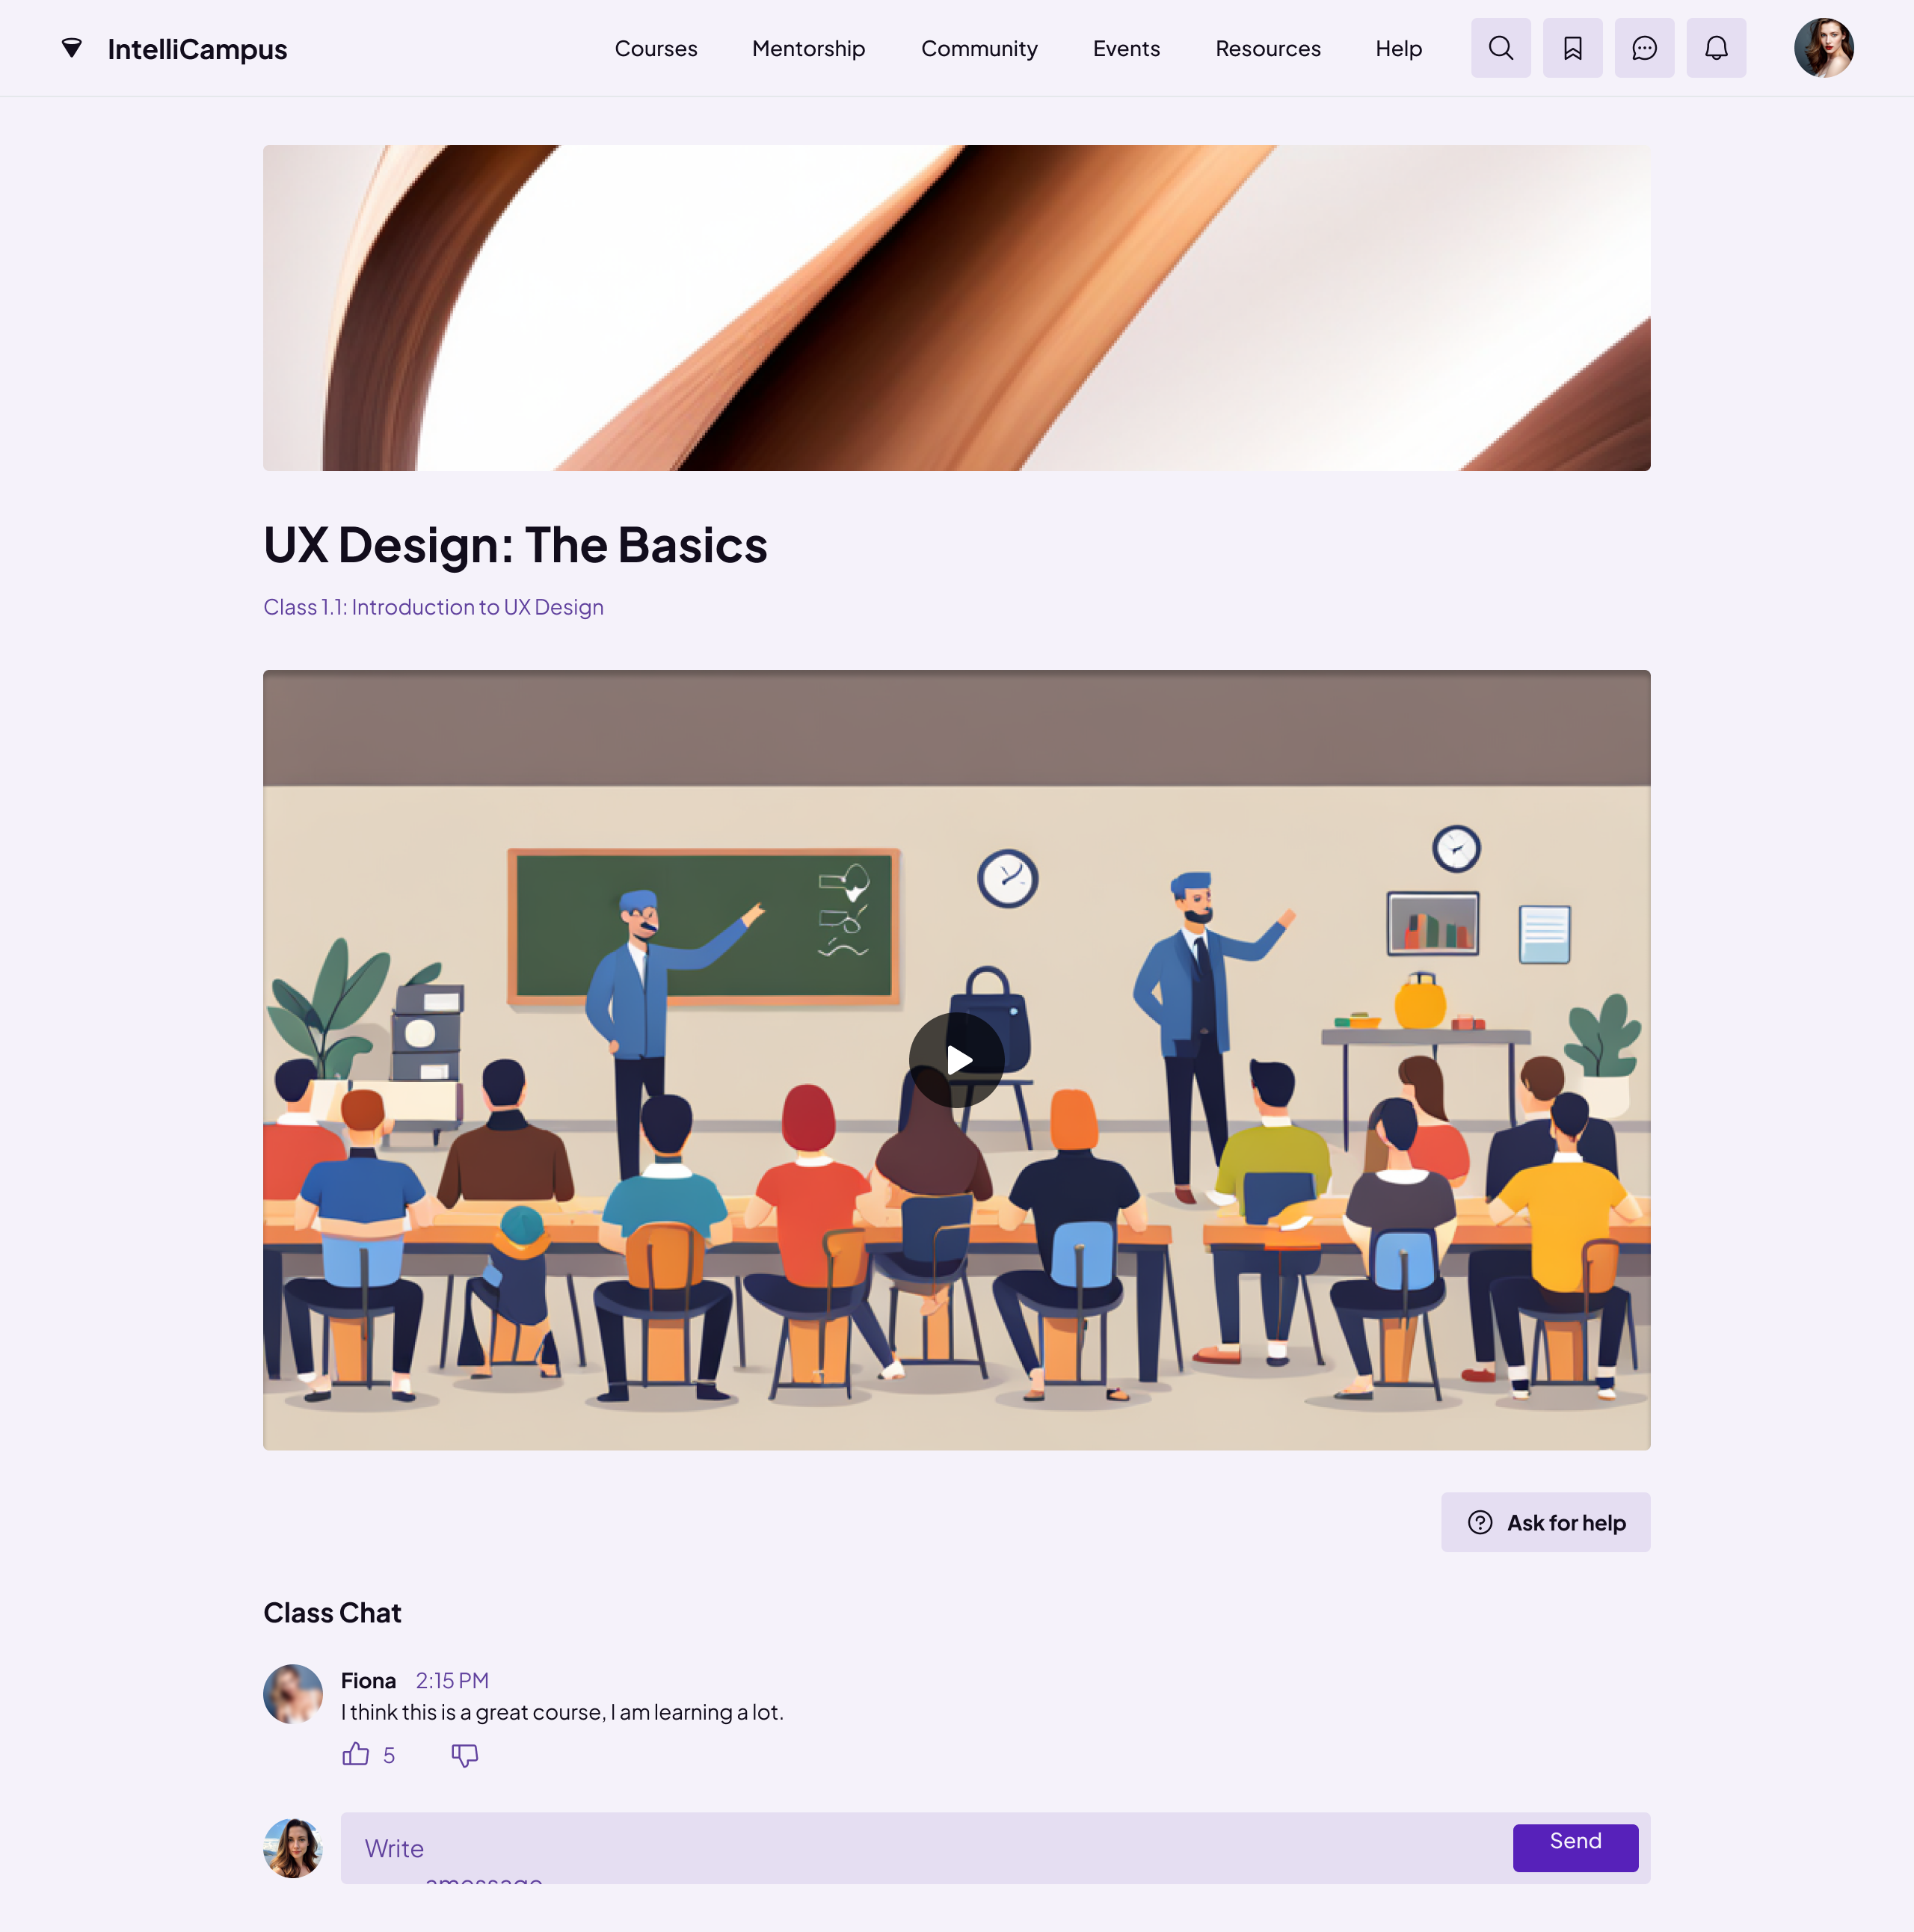 IntelliCampus
Courses
Mentorship
Community
Events
Resources
Help
UX Design: The Basics
Class 1.1: Introduction to UX Design
Ask for help
Class Chat
Fiona 2:15 PM
I think this is a great course, I am learning a lot.
5
Write
amessage
Send